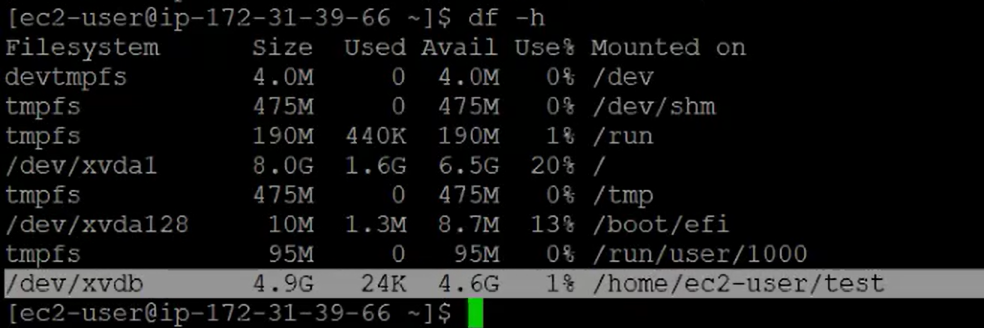 [ec2-user@ip-172-31-39-66 ~]$ df -h
Filesystem      Size  Used Avail Use% Mounted on
devtmpfs        4.0M     0  4.0M   0% /dev
tmpfs           475M     0  475M   0% /dev/shm
tmpfs           190M  440K  190M   1% /run
/dev/xvda1      8.0G  1.6G  6.5G  20% /
tmpfs           475M     0  475M   0% /tmp
/dev/xvda128     10M  1.3M  8.7M  13% /boot/efi
tmpfs            95M     0   95M   0% /run/user/1000
/dev/xvdb       4.9G   24K  4.6G   1% /home/ec2-user/test
[ec2-user@ip-172-31-39-66 ~]$